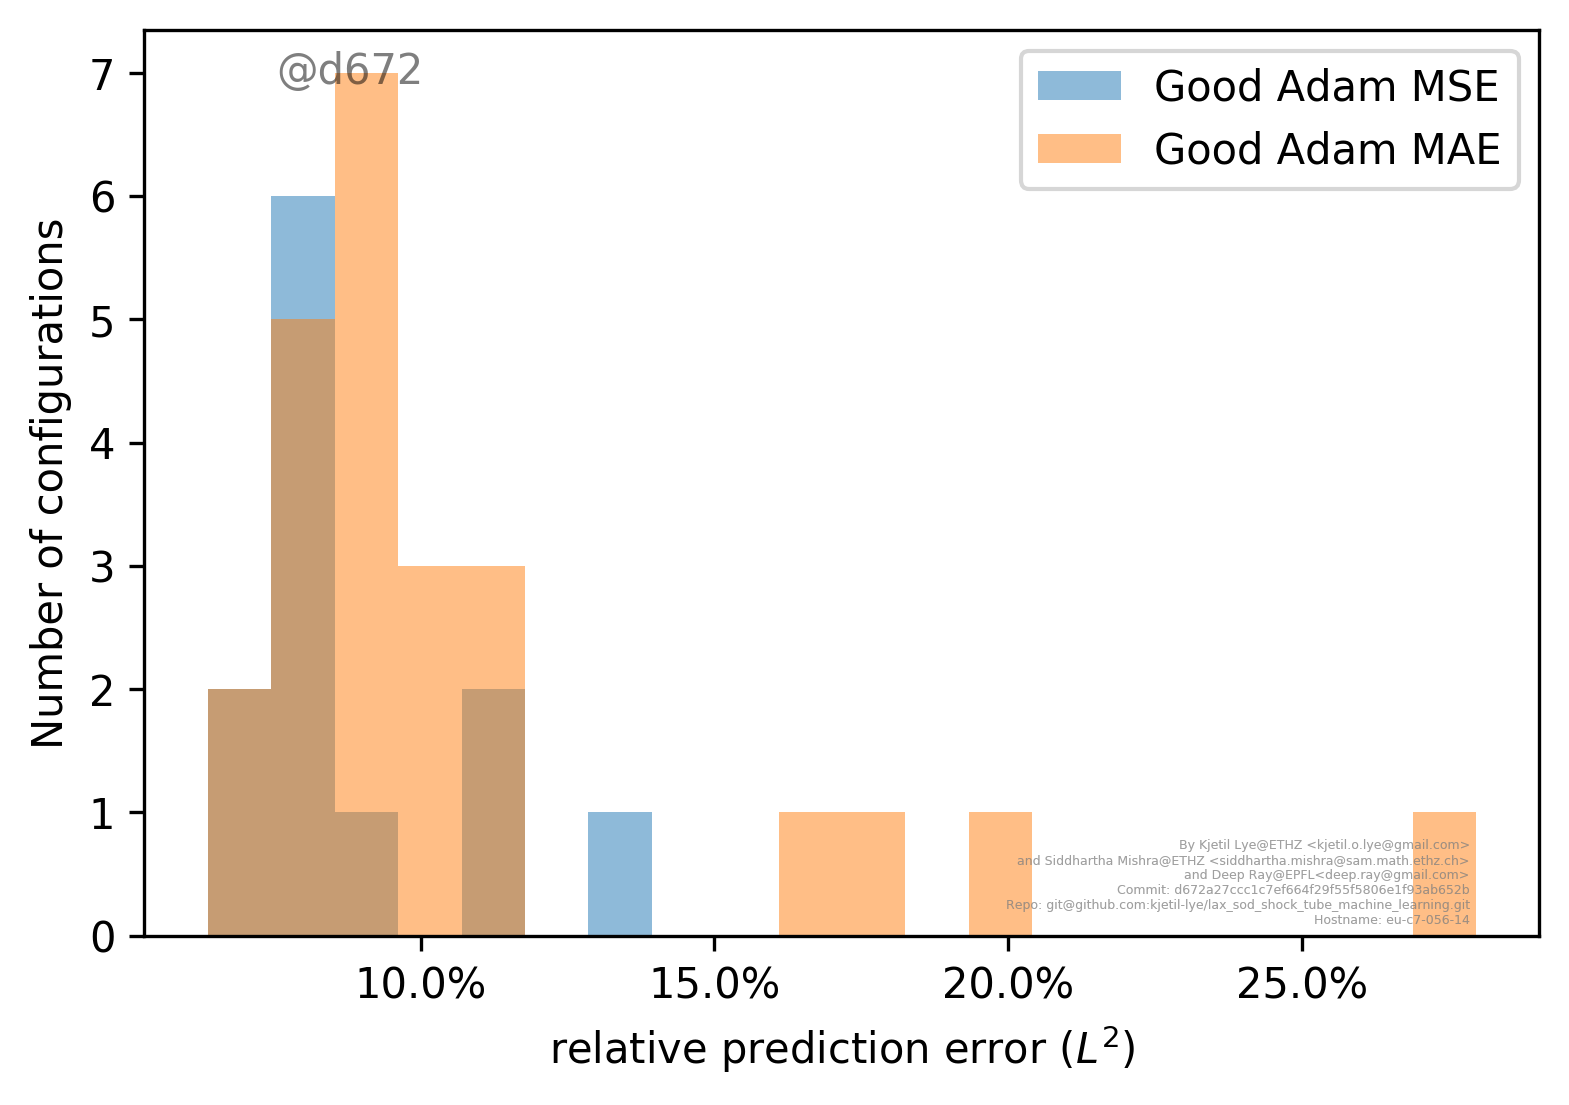 @d672
Good Adam MSE
Good Adam MAE
7
6
5
4
3
2
1
0
Number of configurations
By Kjetil Lye@ETHZ <kjetil.o.lye@gmail.com>
and Siddhartha Mishra@ETHZ <siddhartha.mishra@sam.math.ethz.ch>
and Deep Ray@EPFL<deep.ray@gmail.com>
Commit: d672a27ccc1c7ef664f29f55f5806e1f93ab652b
Repo: git@github.com:kjetil-lye/lax_sod_shock_tube_machine_learning.git
Hostname: eu-c7-056-14
10.0% 15.0% 20.0% 25.0%
relative prediction error (L²)